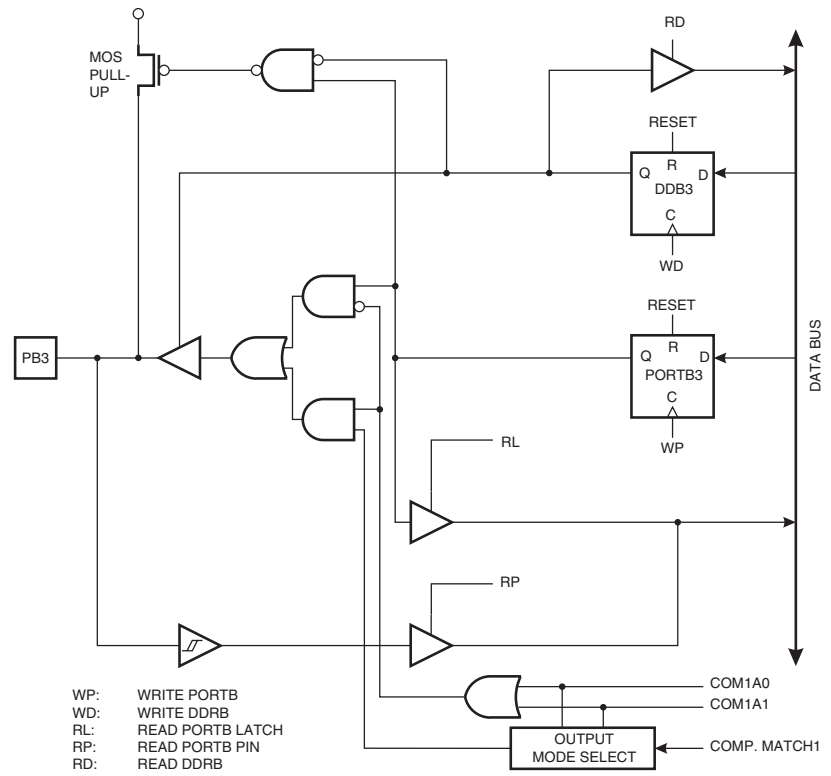 RD
MOS
PULL-
UP
RESET
R
Q
D
DDB3
C
WD
RESET
R
Q
D
PORTB3
C
WP
PB3
DATA BUS
RL
RP
COM1A0
COM1A1
OUTPUT
MODE SELECT
COMP. MATCH1
WP: WRITE PORTB
WD: WRITE DDRB
RL: READ PORTB LATCH
RP: READ PORTB PIN
RD: READ DDRB